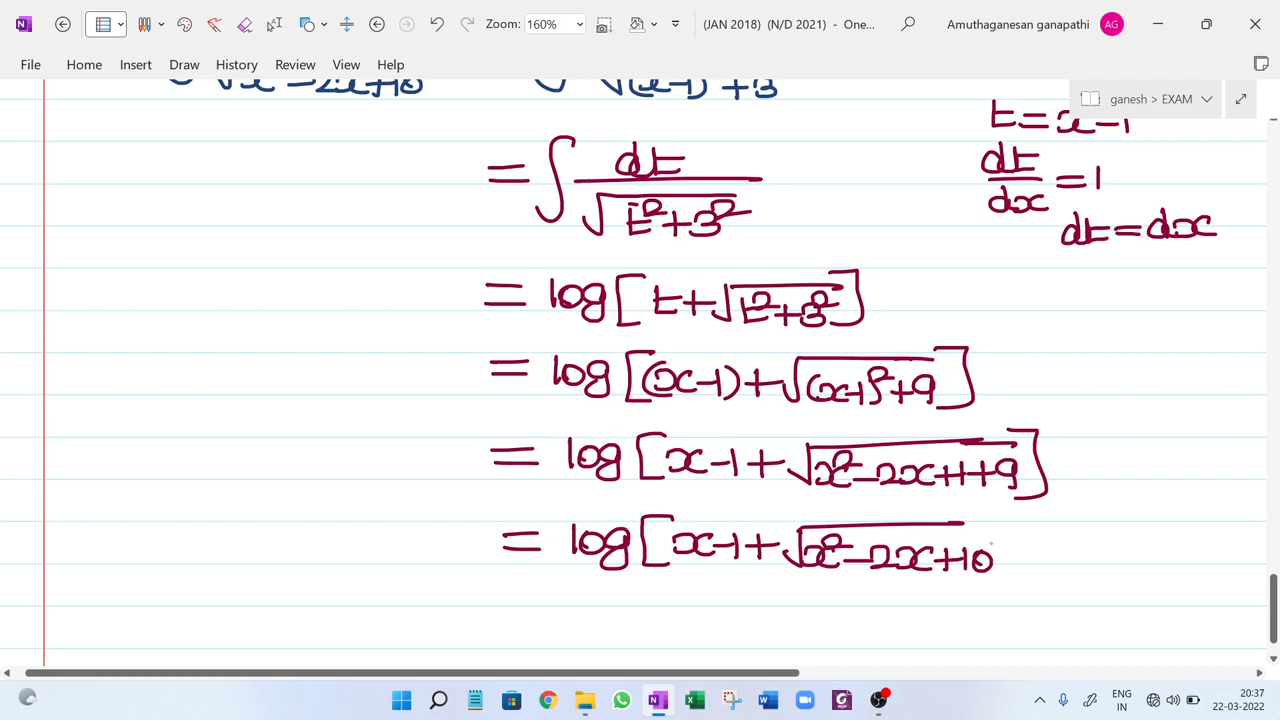 Zoom: 160%
(JAN 2018) (N/D 2021) - One...
Amuthaganesan ganapathi
AG
File Home Insert Draw History Review View Help
ganesh > EXAM
t = x-1
= ∫ dt / √(t²+3²)
dt/dx = 1
dt = dx
= log[t+√(t²+3²)]
= log[(x-1)+√((x-1)²+9)]
= log[x-1+√(x²-2x+1+9)]
= log[x-1+√(x²-2x+10)
ENG
IN
20:37
22-03-2022